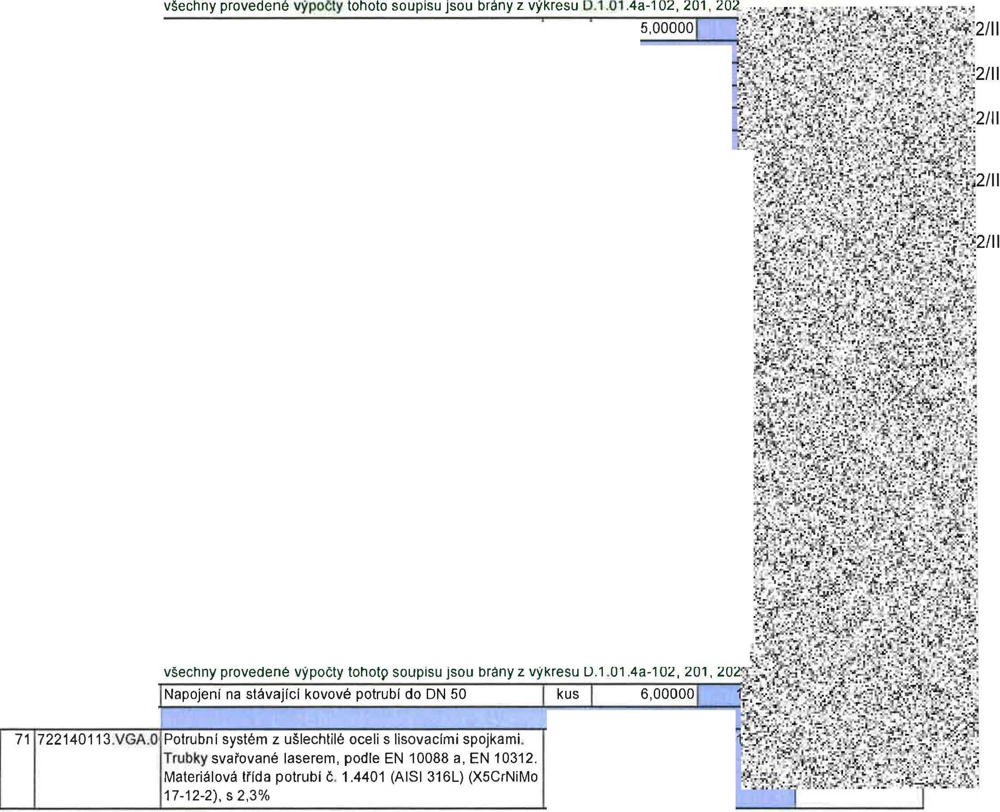 všechny provedené výpočty tohoto soupisu jsou brány z výkresu D.1.01.4a-102, 201, 202
5,00000
2/II
2/II
2/II
2/II
2/II
všechny provedené výpočty tohoto soupisu jsou brány z výkresu D.1.01.4a-102, 201, 202
Napojení na stávající kovové potrubí do DN 50 kus 6,00000 1
71 722140113.VGA.0 Potrubní systém z ušlechtilé oceli s lisovacími spojkami.
Trubky svařované laserem, podle EN 10088 a, EN 10312.
Materiálová třída potrubí č. 1.4401 (AISI 316L) (X5CrNiMo
17-12-2), s 2,3%